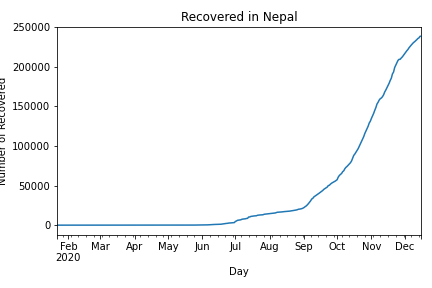 Recovered in Nepal
Number of Recovered
250000
200000
150000
100000
50000
0
Feb Mar Apr May Jun Jul Aug Sep Oct Nov Dec
2020
Day